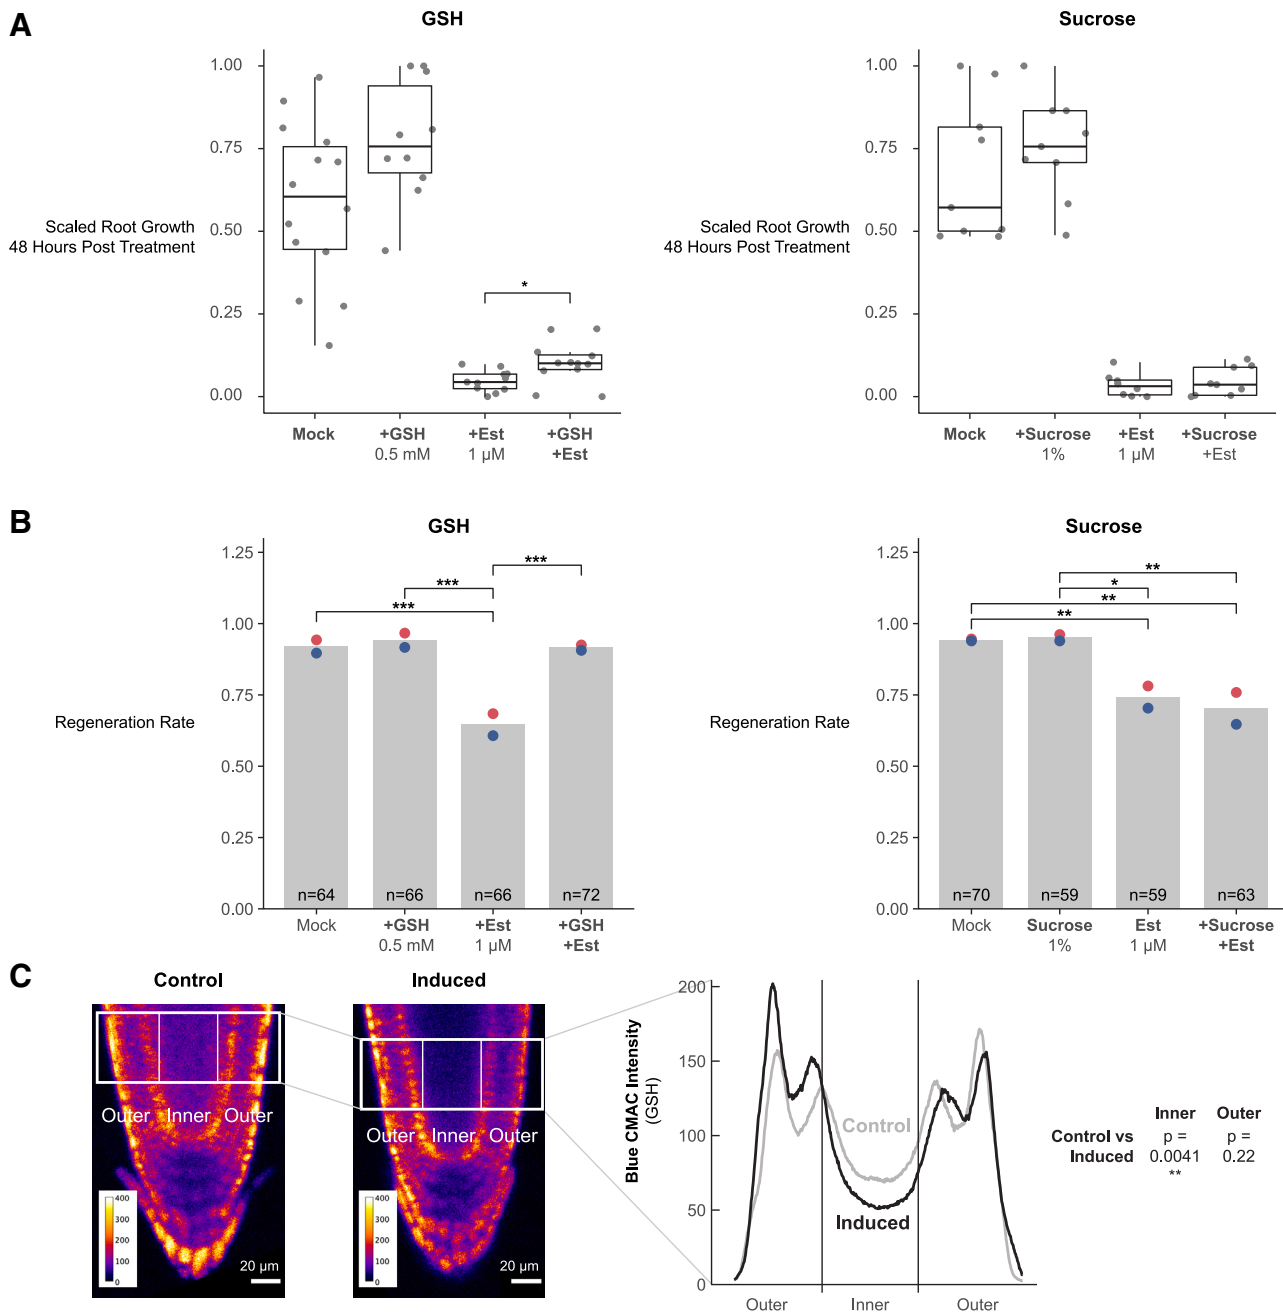 A
GSH
1.00
0.75
0.50
0.25
0.00
Scaled Root Growth
48 Hours Post Treatment
*
Mock
+GSH
0.5 mM
+Est
1 µM
+GSH
+Est
Sucrose
1.00
0.75
0.50
0.25
0.00
Scaled Root Growth
48 Hours Post Treatment
Mock
+Sucrose
1%
+Est
1 µM
+Sucrose
+Est
B
GSH
1.25
1.00
0.75
0.50
0.25
0.00
Regeneration Rate
***
***
***
n=64
n=66
n=66
n=72
Mock
+GSH
0.5 mM
+Est
1 µM
+GSH
+Est
Sucrose
1.25
1.00
0.75
0.50
0.25
0.00
Regeneration Rate
**
*
**
**
n=70
n=59
n=59
n=63
Mock
Sucrose
1%
Est
1 µM
+Sucrose
+Est
C
Control
Outer
Inner
Outer
400
300
200
100
0
20 µm
Induced
Outer
Inner
Outer
400
300
200
100
0
20 µm
Blue CMAC Intensity
(GSH)
200
150
100
50
0
Control
Induced
Outer
Inner
Outer
Inner
Outer
Control vs
Induced
p =
0.0041
**
p =
0.22